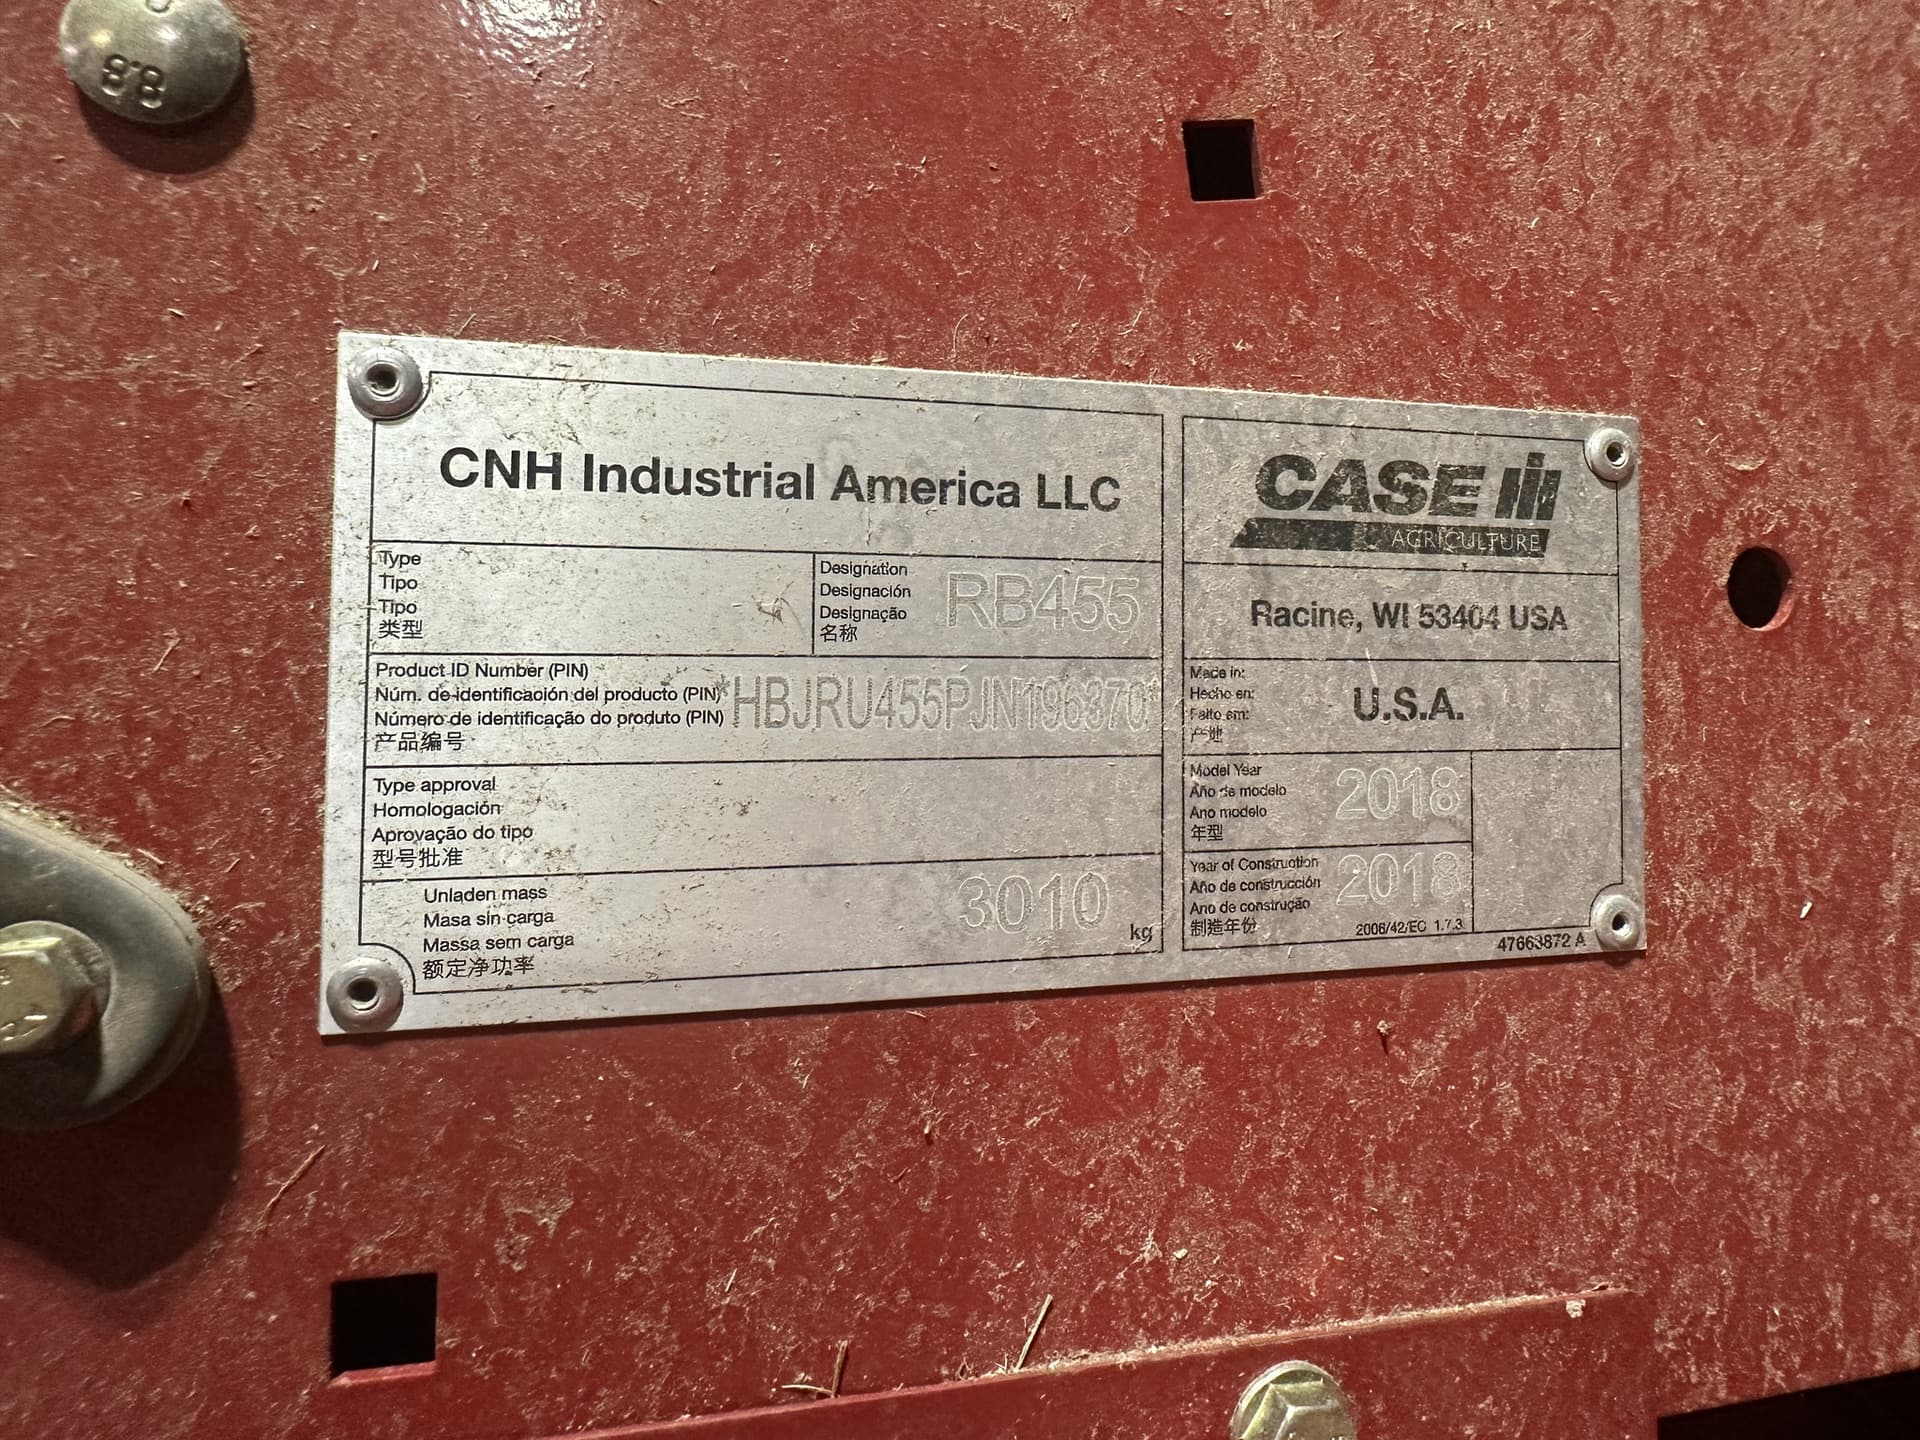 8.8
CNH Industrial America LLC
Type
Tipo
Tipo
类型
Designation
Designación
Designação
名称
RB455
Product ID Number (PIN)
Núm. de identificación del producto (PIN)
Número de identificação do produto (PIN)
产品编号
*HBJRU455PJN196370*
Type approval
Homologación
Aprovação do tipo
型号批准
Unladen mass
Masa sin carga
Massa sem carga
额定净功率
3010
kg
CASE IH
AGRICULTURE
Racine, WI 53404 USA
Made in:
Hecho en:
Feito em:
产地
U.S.A.
Model Year
Año de modelo
Ano modelo
年型
2018
Year of Construction
Año de construcción
Ano de construção
制造年份
2018
2006/42/EC 1.7.3
47663872 A